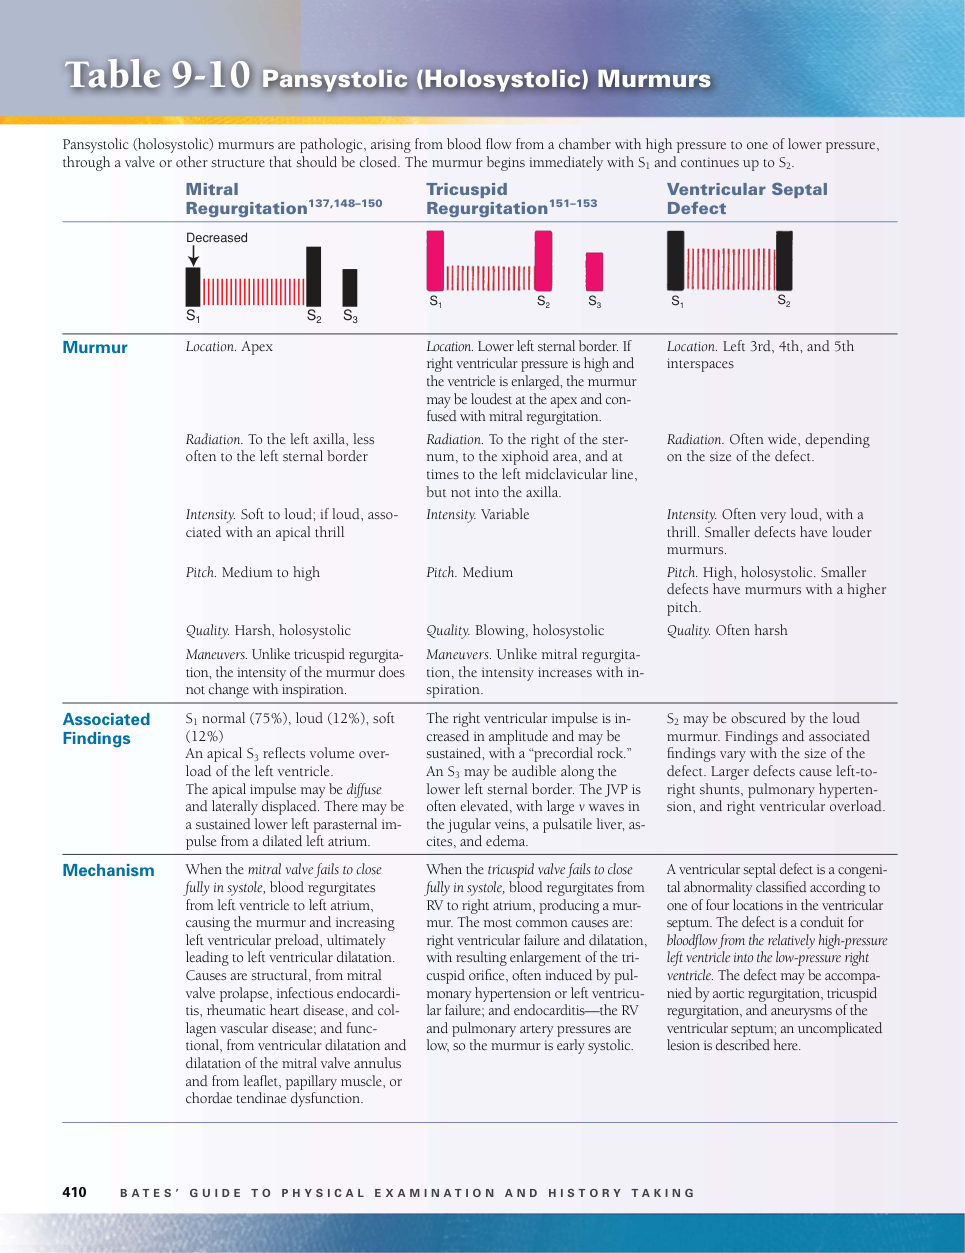 Table 9-10 Pansystolic (Holosystolic) Murmurs
Pansystolic (holosystolic) murmurs are pathologic, arising from blood flow from a chamber with high pressure to one of lower pressure,
through a valve or other structure that should be closed. The murmur begins immediately with S1 and continues up to S2.
Mitral
Regurgitation137,148–150
Tricuspid
Regurgitation151–153
Ventricular Septal
Defect
Decreased
S1 S2 S3
S1 S2 S3
S1 S2
Murmur
Location. Apex
Location. Lower left sternal border. If
right ventricular pressure is high and
the ventricle is enlarged, the murmur
may be loudest at the apex and con-
fused with mitral regurgitation.
Location. Left 3rd, 4th, and 5th
interspaces
Radiation. To the left axilla, less
often to the left sternal border
Radiation. To the right of the ster-
num, to the xiphoid area, and at
times to the left midclavicular line,
but not into the axilla.
Radiation. Often wide, depending
on the size of the defect.
Intensity. Soft to loud; if loud, asso-
ciated with an apical thrill
Intensity. Variable
Intensity. Often very loud, with a
thrill. Smaller defects have louder
murmurs.
Pitch. Medium to high
Pitch. Medium
Pitch. High, holosystolic. Smaller
defects have murmurs with a higher
pitch.
Quality. Harsh, holosystolic
Quality. Blowing, holosystolic
Quality. Often harsh
Maneuvers. Unlike tricuspid regurgita-
tion, the intensity of the murmur does
not change with inspiration.
Maneuvers. Unlike mitral regurgita-
tion, the intensity increases with in-
spiration.
Associated
Findings
S1 normal (75%), loud (12%), soft
(12%)
An apical S3 reflects volume over-
load of the left ventricle.
The apical impulse may be diffuse
and laterally displaced. There may be
a sustained lower left parasternal im-
pulse from a dilated left atrium.
The right ventricular impulse is in-
creased in amplitude and may be
sustained, with a “precordial rock.”
An S3 may be audible along the
lower left sternal border. The JVP is
often elevated, with large v waves in
the jugular veins, a pulsatile liver, as-
cites, and edema.
S2 may be obscured by the loud
murmur. Findings and associated
findings vary with the size of the
defect. Larger defects cause left-to-
right shunts, pulmonary hyperten-
sion, and right ventricular overload.
Mechanism
When the mitral valve fails to close
fully in systole, blood regurgitates
from left ventricle to left atrium,
causing the murmur and increasing
left ventricular preload, ultimately
leading to left ventricular dilatation.
Causes are structural, from mitral
valve prolapse, infectious endocardi-
tis, rheumatic heart disease, and col-
lagen vascular disease; and func-
tional, from ventricular dilatation and
dilatation of the mitral valve annulus
and from leaflet, papillary muscle, or
chordae tendinae dysfunction.
When the tricuspid valve fails to close
fully in systole, blood regurgitates from
RV to right atrium, producing a mur-
mur. The most common causes are:
right ventricular failure and dilatation,
with resulting enlargement of the tri-
cuspid orifice, often induced by pul-
monary hypertension or left ventricu-
lar failure; and endocarditis—the RV
and pulmonary artery pressures are
low, so the murmur is early systolic.
A ventricular septal defect is a congeni-
tal abnormality classified according to
one of four locations in the ventricular
septum. The defect is a conduit for
bloodflow from the relatively high-pressure
left ventricle into the low-pressure right
ventricle. The defect may be accompa-
nied by aortic regurgitation, tricuspid
regurgitation, and aneurysms of the
ventricular septum; an uncomplicated
lesion is described here.
410 BATES’ GUIDE TO PHYSICAL EXAMINATION AND HISTORY TAKING